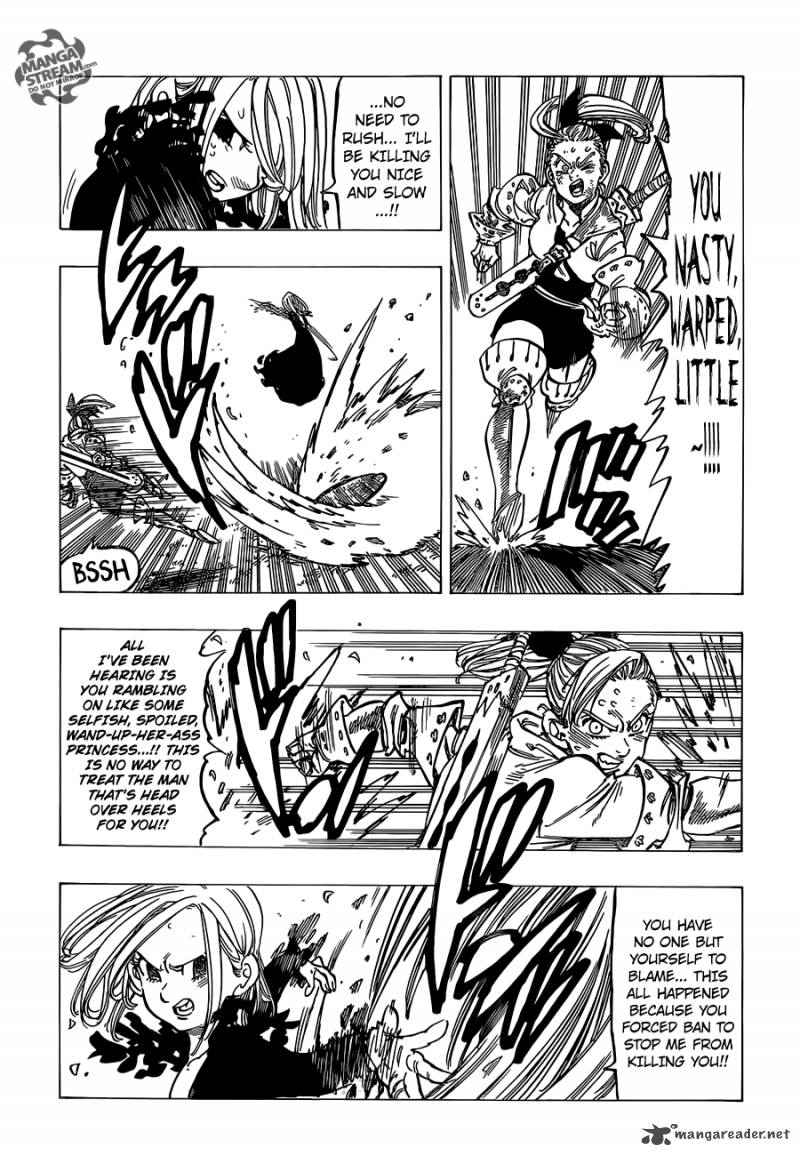 MANGA
STREAM.COM
DO NOT MIRROR
YOU
NASTY,
WARPED,
LITTLE
~!!!!
!!
...NO
NEED TO
RUSH... I'LL
BE KILLING
YOU NICE
AND SLOW
...!!
BSSH
ALL
I'VE BEEN
HEARING IS
YOU RAMBLING
ON LIKE SOME
SELFISH, SPOILED,
WAND-UP-HER-ASS
PRINCESS...!! THIS
IS NO WAY TO
TREAT THE MAN
THAT'S HEAD
OVER HEELS
FOR YOU!!
YOU HAVE
NO ONE BUT
YOURSELF TO
BLAME... THIS
ALL HAPPENED
BECAUSE YOU
FORCED BAN TO
STOP ME FROM
KILLING YOU!!
mangareader.net